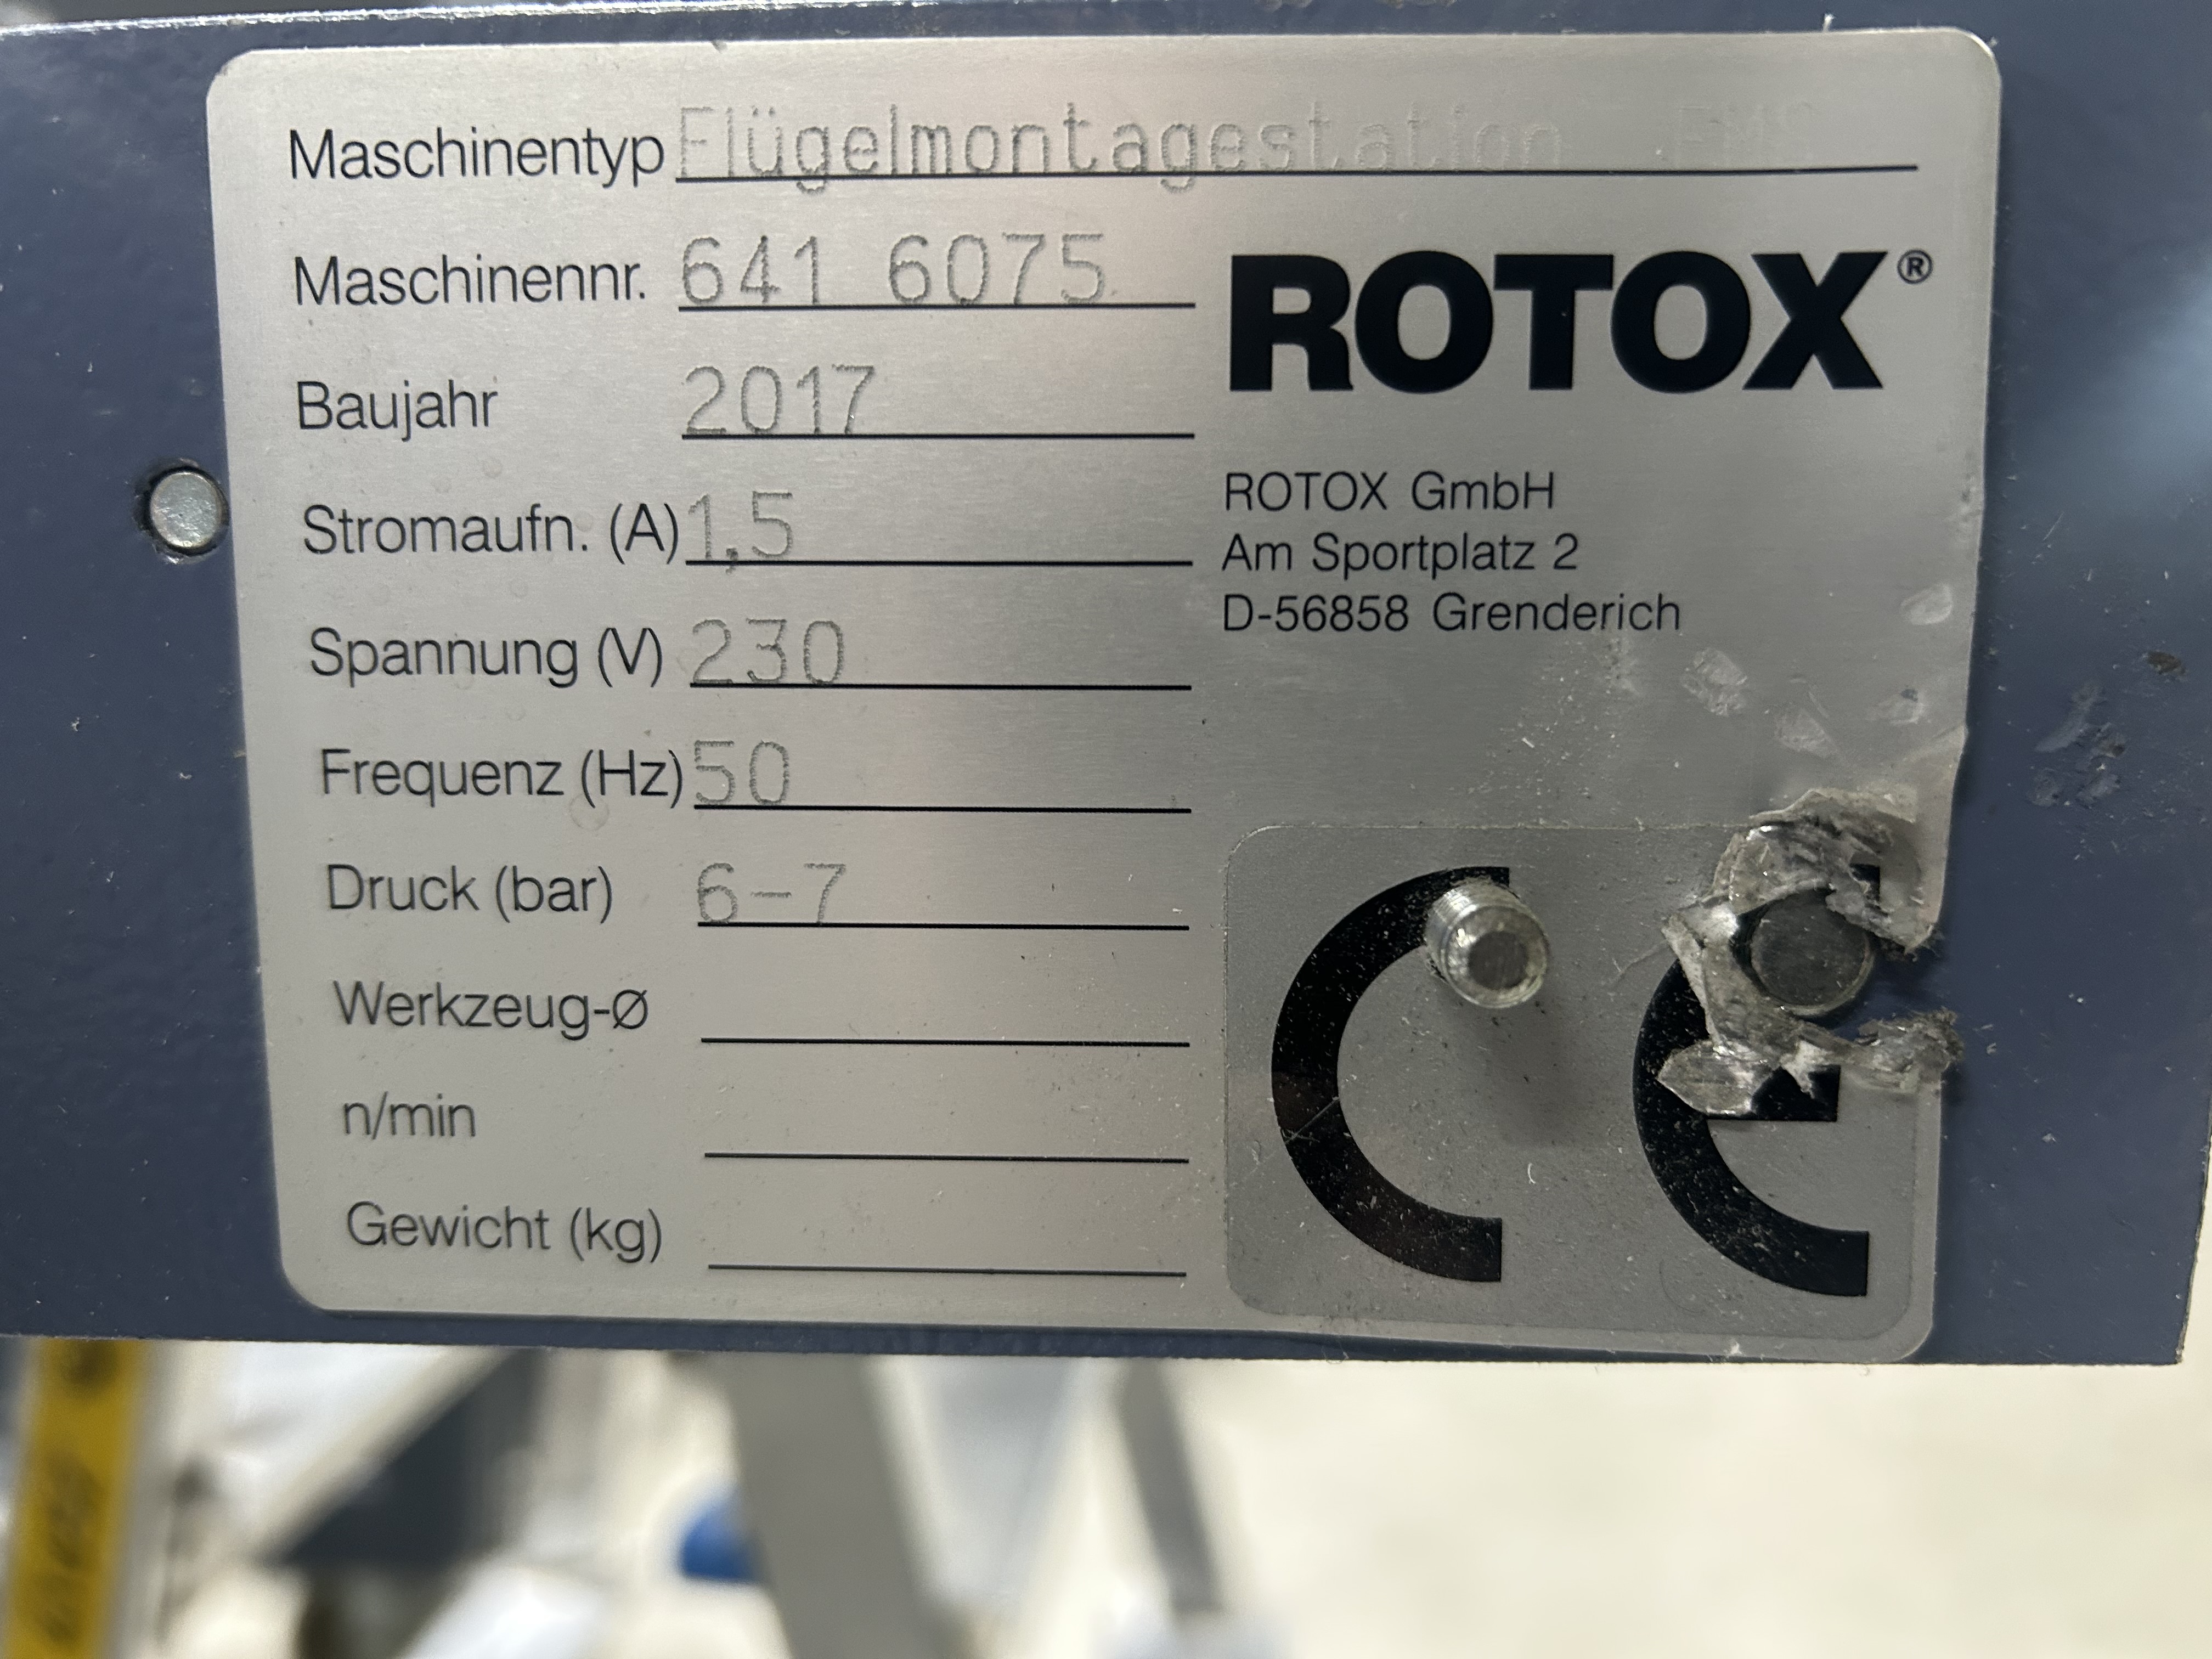 Maschinentyp Flügelmontagestation FMS
Maschinennr. 641 6075
Baujahr 2017
Stromaufn. (A) 1,5
Spannung (V) 230
Frequenz (Hz) 50
Druck (bar) 6-7
Werkzeug-Ø
n/min
Gewicht (kg)
ROTOX®
ROTOX GmbH
Am Sportplatz 2
D-56858 Grenderich
CE